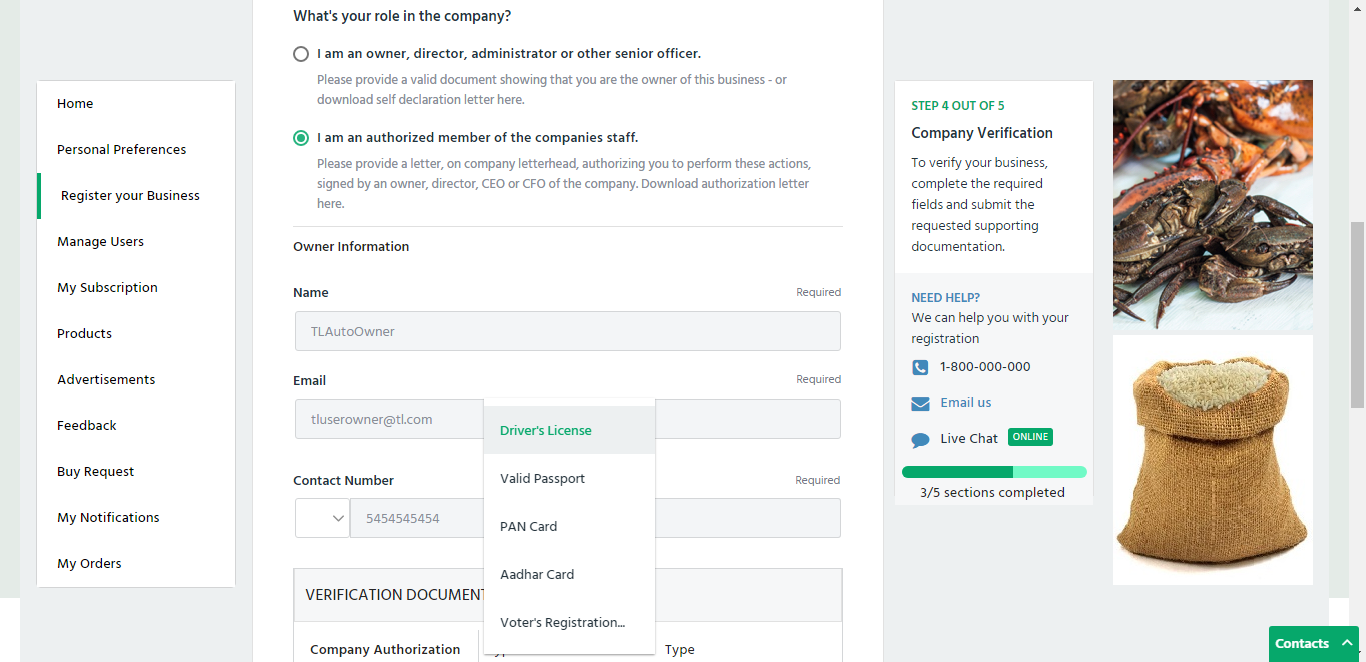 What's your role in the company?
I am an owner, director, administrator or other senior officer.
Please provide a valid document showing that you are the owner of this business - or
download self declaration letter here.
I am an authorized member of the companies staff.
Please provide a letter, on company letterhead, authorizing you to perform these actions,
signed by an owner, director, CEO or CFO of the company. Download authorization letter
here.
Home
Personal Preferences
Register your Business
Manage Users
My Subscription
Products
Advertisements
Feedback
Buy Request
My Notifications
My Orders
Owner Information
Name
Required
TLAutoOwner
Email
Required
tluserowner@tl.com
Contact Number
Required
5454545454
Driver's License
Valid Passport
PAN Card
Aadhar Card
Voter's Registration...
VERIFICATION DOCUMENT
Company Authorization
Type
STEP 4 OUT OF 5
Company Verification
To verify your business,
complete the required
fields and submit the
requested supporting
documentation.
NEED HELP?
We can help you with your
registration
1-800-000-000
Email us
Live Chat ONLINE
3/5 sections completed
Contacts